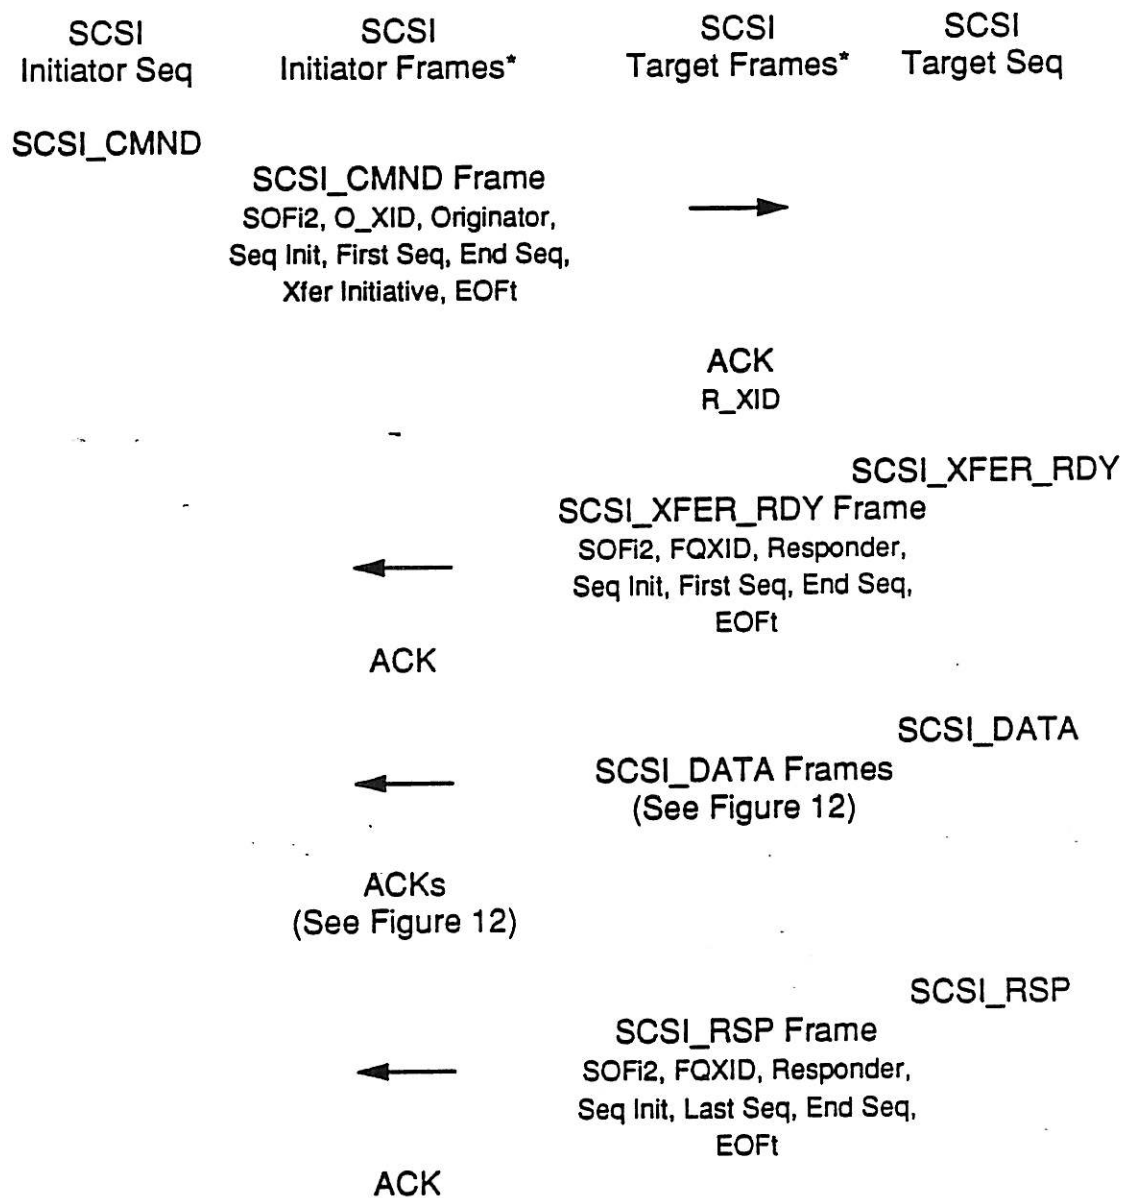 SCSI
Initiator Seq
SCSI
Initiator Frames*
SCSI
Target Frames*
SCSI
Target Seq
SCSI_CMND
SCSI_CMND Frame
SOFi2, O_XID, Originator,
Seq Init, First Seq, End Seq,
Xfer Initiative, EOFt
ACK
R_XID
SCSI_XFER_RDY
SCSI_XFER_RDY Frame
SOFi2, FQXID, Responder,
Seq Init, First Seq, End Seq,
EOFt
ACK
SCSI_DATA
SCSI_DATA Frames
(See Figure 12)
ACKs
(See Figure 12)
SCSI_RSP
SCSI_RSP Frame
SOFi2, FQXID, Responder,
Seq Init, Last Seq, End Seq,
EOFt
ACK